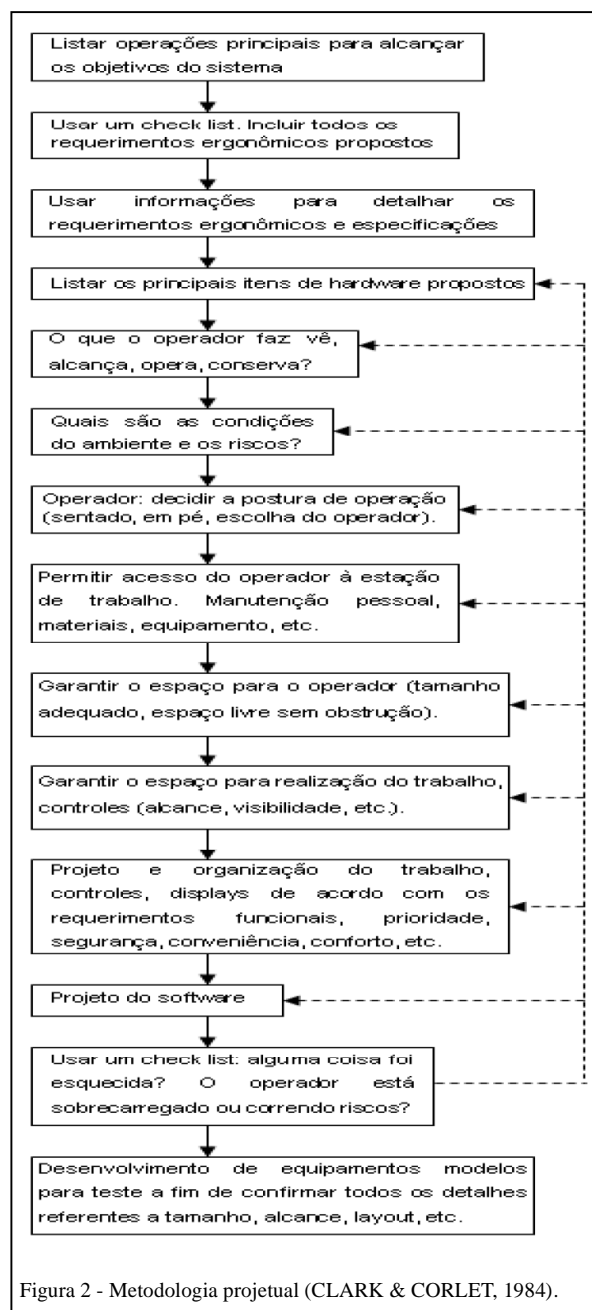 Listar operações principais para alcançar
os objetivos do sistema
Usar um check list. Incluir todos os
requerimentos ergonômicos propostos
Usar informações para detalhar os
requerimentos ergonômicos e especificações
Listar os principais itens de hardware propostos
O que o operador faz vê,
alcança, opera, conserva?
Quais são as condições
do ambiente e os riscos?
Operador: decidir a postura de operação
(sentado, em pé, escolha do operador).
Permitir acesso do operador à estação
de trabalho. Manutenção pessoal,
materiais, equipamento, etc.
Garantir o espaço para o operador (tamanho
adequado, espaço livre sem obstrução).
Garantir o espaço para realização do trabalho,
controles (alcance, visibilidade, etc.).
Projeto e organização do trabalho,
controles, displays de acordo com os
requerimentos funcionais, prioridade,
segurança, conveniência, conforto, etc.
Projeto do software
Usar um check list: alguma coisa foi
esquecida? O operador está
sobrecarregado ou correndo riscos?
Desenvolvimento de equipamentos modelos
para teste a fim de confirmar todos os detalhes
referentes a tamanho, alcance, layout, etc.
Figura 2 - Metodologia projetual (CLARK & CORLET, 1984).